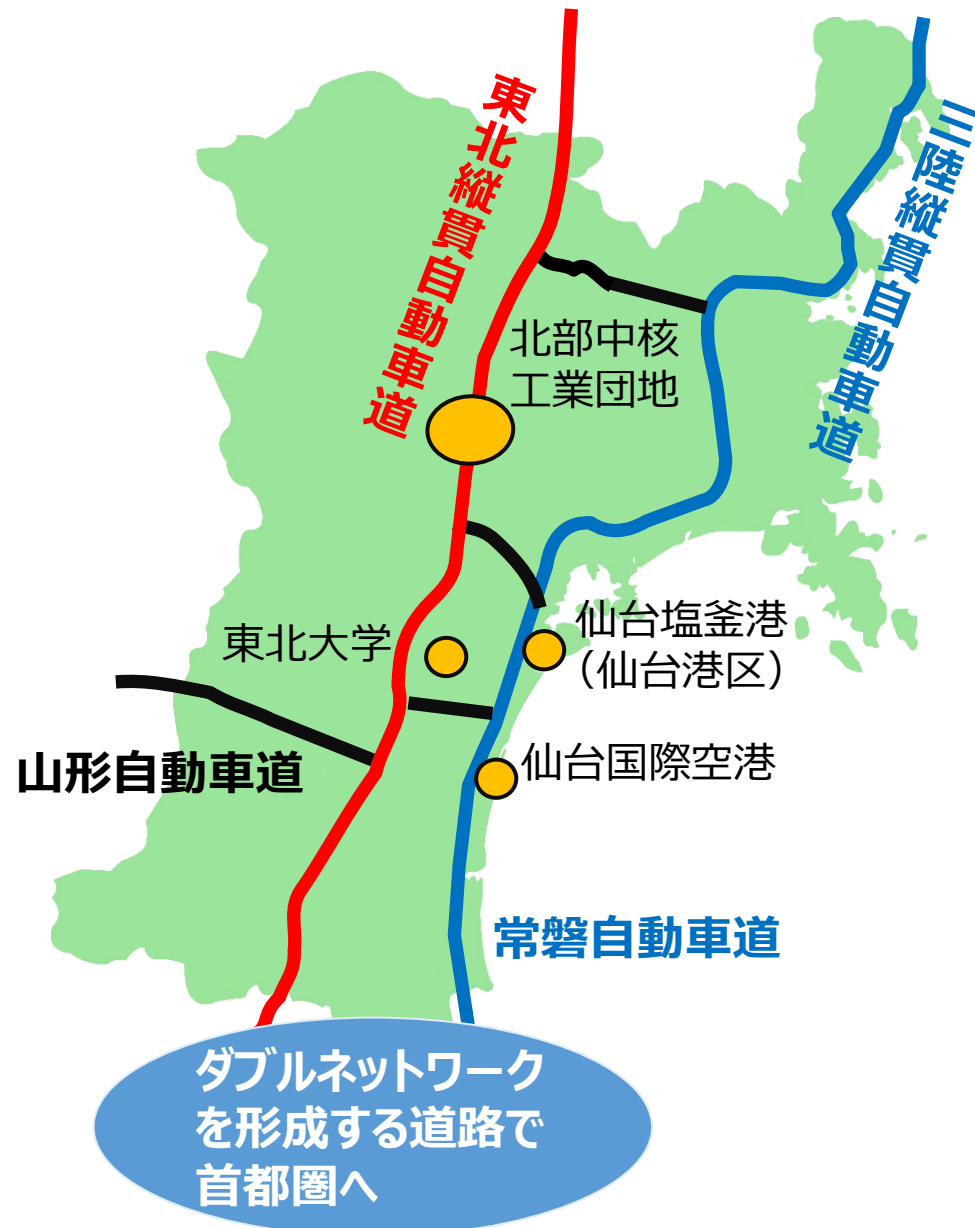 東北縦貫自動車道
三陸縦貫自動車道
北部中核
工業団地
東北大学
仙台塩釜港
（仙台港区）
山形自動車道
仙台国際空港
常磐自動車道
ダブルネットワーク
を形成する道路で
首都圏へ